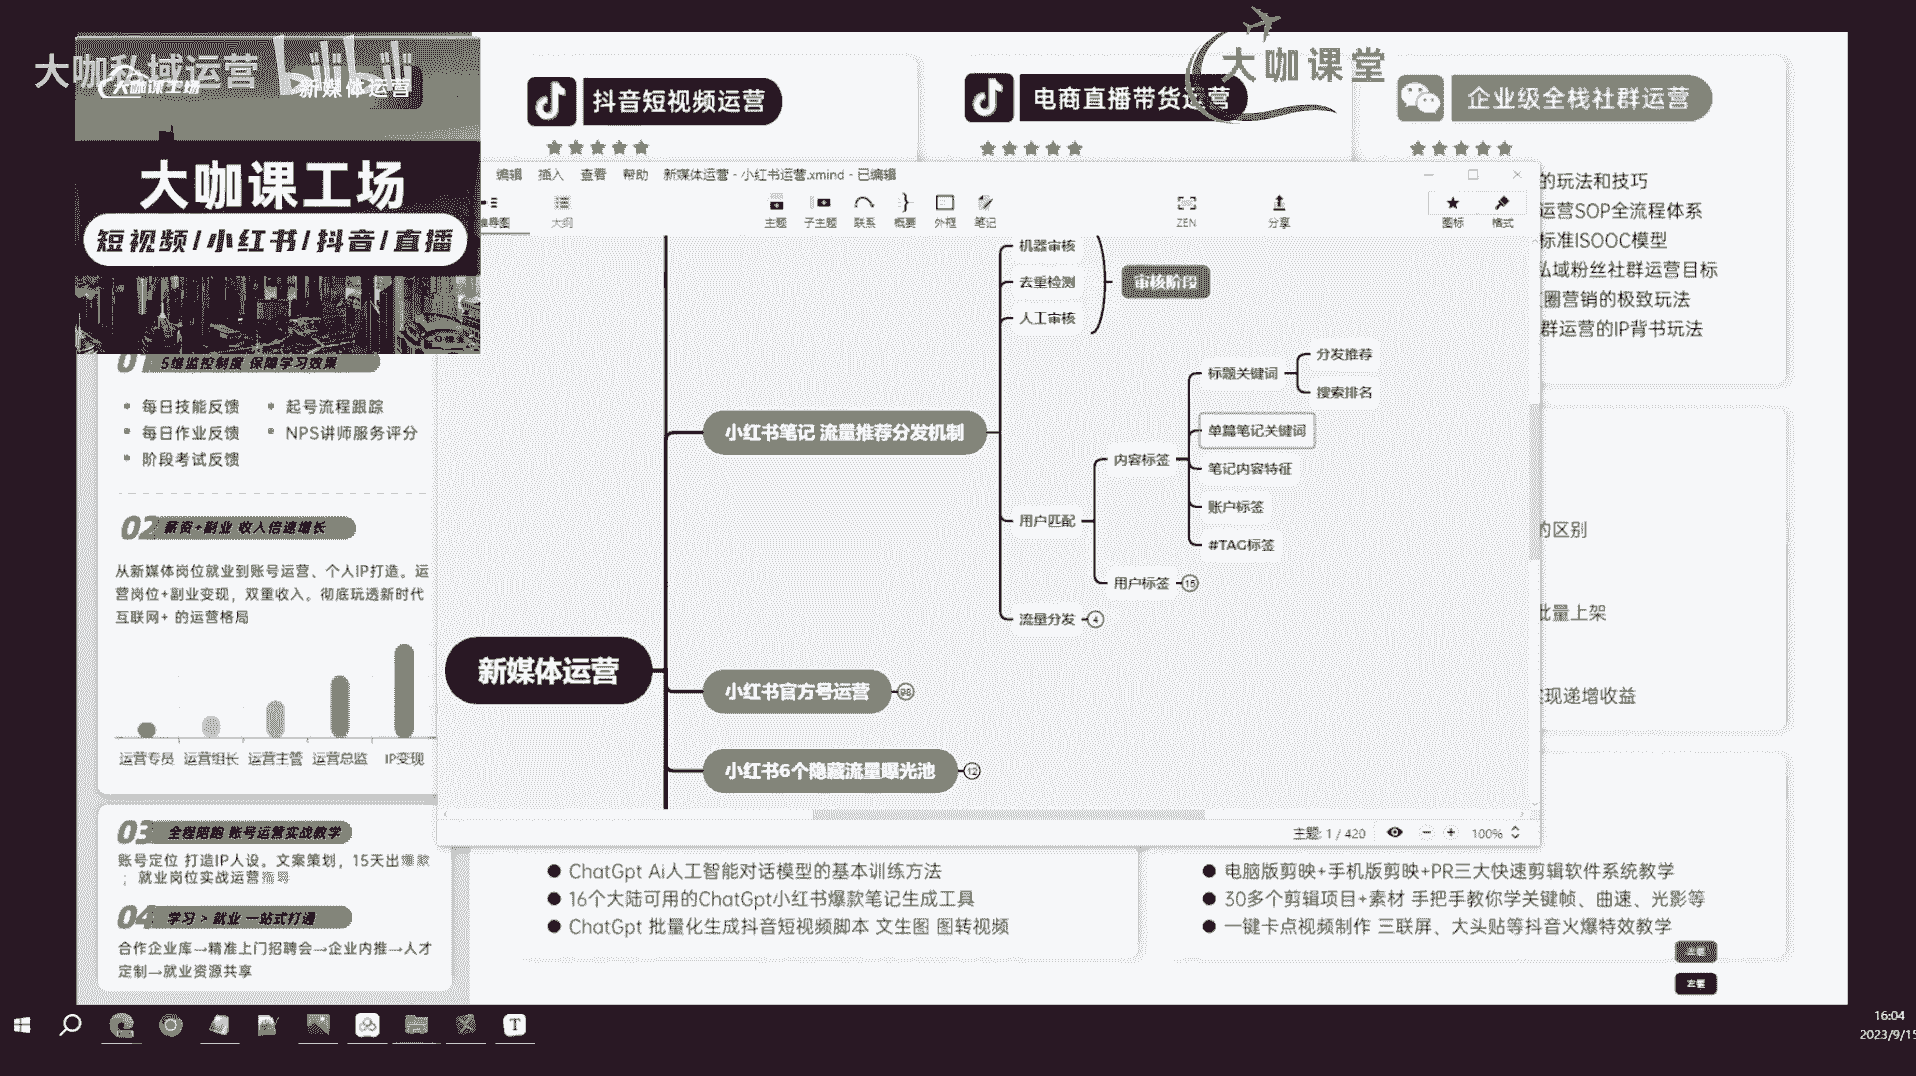 大咖私域运营
大咖课工场
新媒体运营
大咖课工场
短视频/小红书/抖音/直播
抖音短视频运营
电商直播带货运营
大咖课堂
企业级全栈社群运营
的玩法和技巧
运营SOP全流程体系
标准ISOOC模型
私域粉丝社群运营目标
圈营销的极致玩法
群运营的IP背书玩法
的区别
批量上架
现递增收益
01 5维监控制度 保障学习效果
每日技能反馈
起号流程跟踪
每日作业反馈
NPS讲师服务评分
阶段考试反馈
02 薪资+副业 收入倍速增长
从新媒体岗位就业到账号运营、个人IP打造。运
营岗位+副业变现，双重收入。彻底玩透新时代
互联网+ 的运营格局
运营专员 运营组长 运营主管 运营总监 IP变现
03 全程陪跑 账号运营实战教学
账号定位 打造IP人设。文案策划，15天出爆款
；就业岗位实战运营指导
04 学习 > 就业 一站式打通
合作企业库→精准上门招聘会→企业内推→人才
定制→就业资源共享
编辑 插入 查看 帮助 新媒体运营 - 小红书运营.xmind - 已编辑
大纲
主题 子主题 联系 概要 外框 笔记
ZEN
分享
图标 格式
机器审核
去重检测
人工审核
审核阶段
小红书笔记 流量推荐分发机制
用户匹配
内容标签
标题关键词
分发推荐
搜索排名
单篇笔记关键词
笔记内容特征
账户标签
#TAG标签
用户标签 15
流量分发 4
新媒体运营
小红书官方号运营 98
小红书6个隐藏流量曝光池 12
主题: 1 / 420
100%
ChatGpt Ai人工智能对话模型的基本训练方法
16个大陆可用的ChatGpt小红书爆款笔记生成工具
ChatGpt 批量化生成抖音短视频脚本 文生图 图转视频
电脑版剪映+手机版剪映+PR三大快速剪辑软件系统教学
30多个剪辑项目+素材 手把手教你学关键帧、曲速、光影等
一键卡点视频制作 三联屏、大头贴等抖音火爆特效教学
左键
左键
16:04
2023/9/15